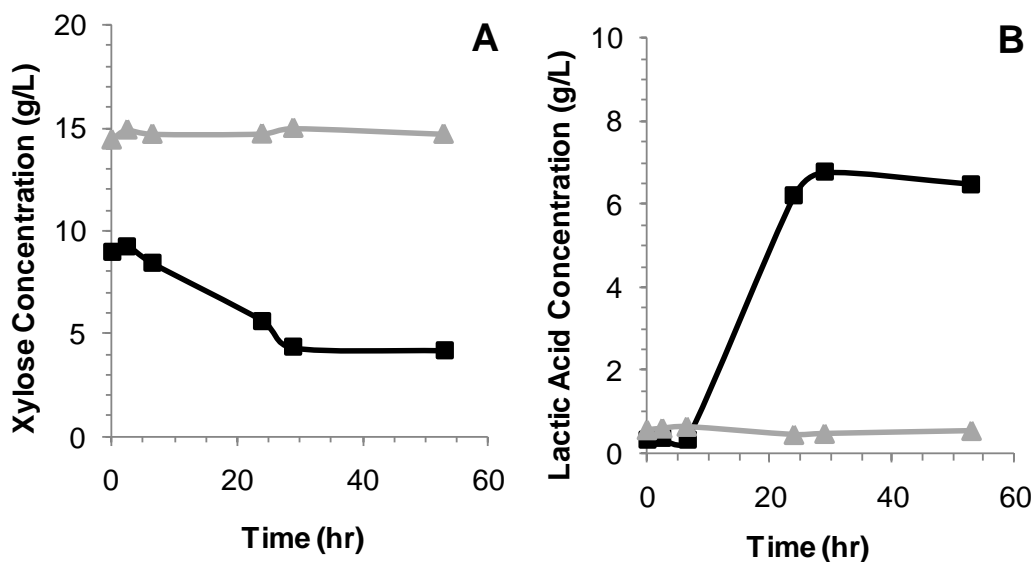 A
Xylose Concentration (g/L)
20
15
10
5
0
0 20 40 60
Time (hr)
B
Lactic Acid Concentration (g/L)
10
8
6
4
2
0
0 20 40 60
Time (hr)